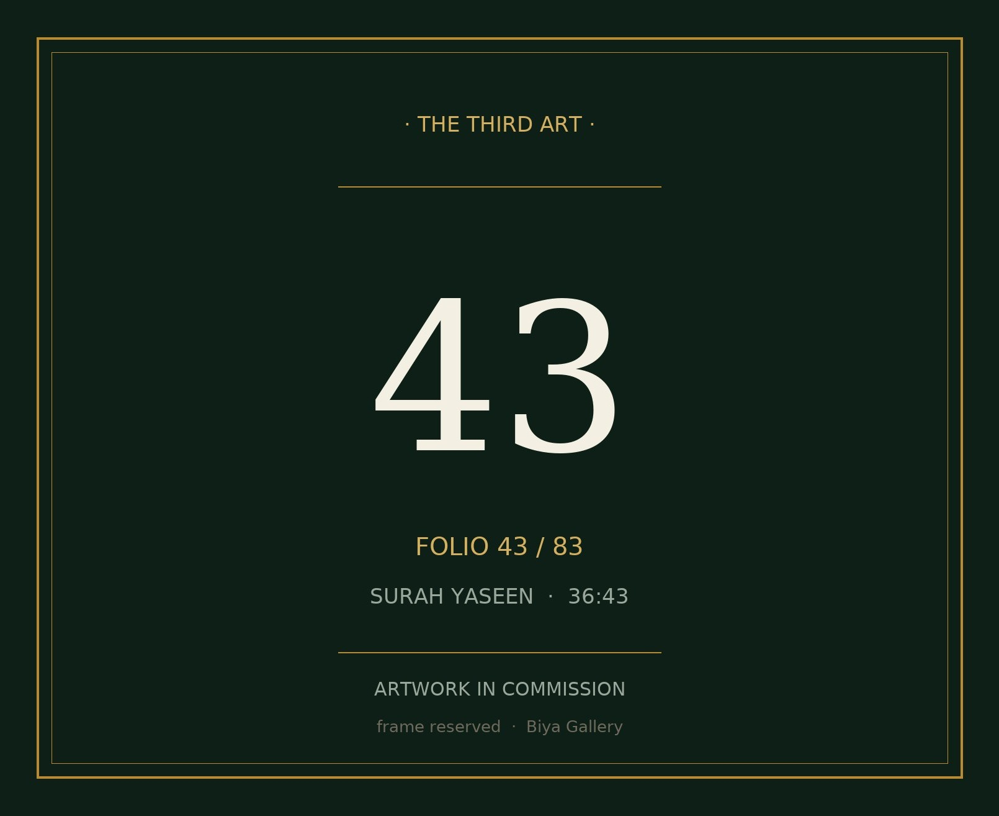 · THE THIRD ART ·
43
FOLIO 43 / 83
SURAH YASEEN · 36:43
ARTWORK IN COMMISSION
frame reserved · Biya Gallery